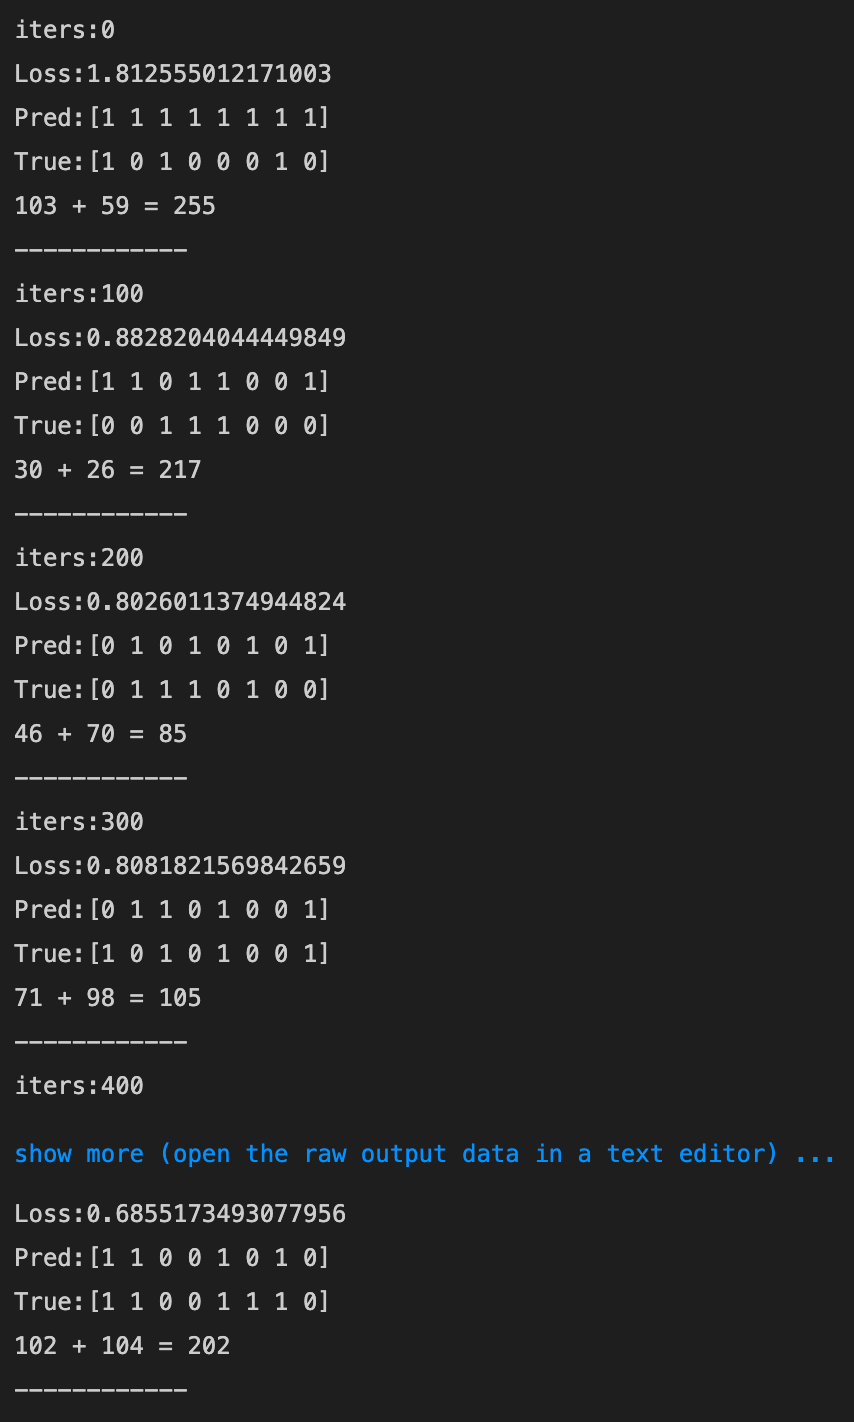 iters:0
Loss:1.812555012171003
Pred:[1 1 1 1 1 1 1 1]
True:[1 0 1 0 0 0 1 0]
103 + 59 = 255
------------
iters:100
Loss:0.8828204044449849
Pred:[1 1 0 1 1 0 0 1]
True:[0 0 1 1 1 0 0 0]
30 + 26 = 217
------------
iters:200
Loss:0.8026011374944824
Pred:[0 1 0 1 0 1 0 1]
True:[0 1 1 1 0 1 0 0]
46 + 70 = 85
------------
iters:300
Loss:0.8081821569842659
Pred:[0 1 1 0 1 0 0 1]
True:[1 0 1 0 1 0 0 1]
71 + 98 = 105
------------
iters:400
show more (open the raw output data in a text editor) ...
Loss:0.6855173493077956
Pred:[1 1 0 0 1 0 1 0]
True:[1 1 0 0 1 1 1 0]
102 + 104 = 202
------------